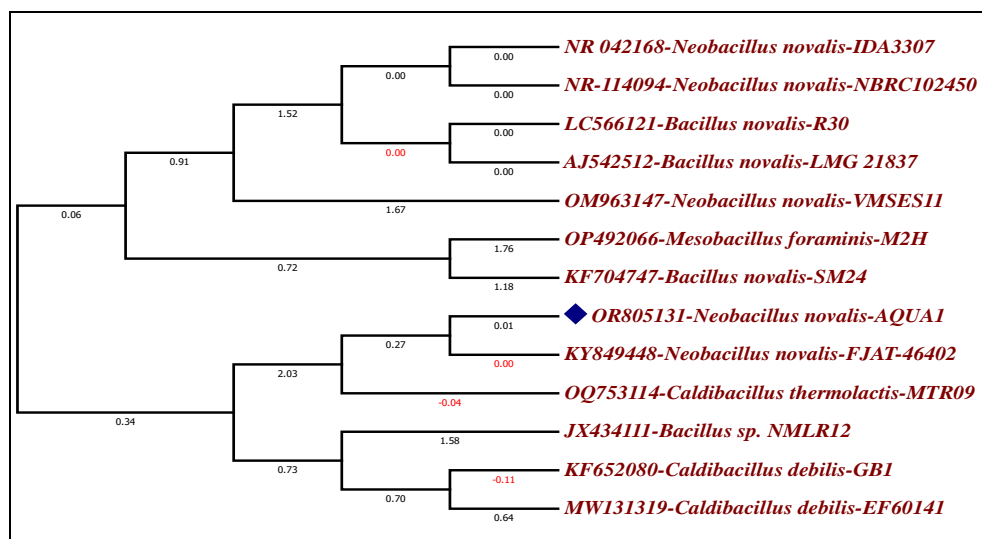 NR 042168-Neobacillus novalis-IDA3307
0.00
0.00
NR-114094-Neobacillus novalis-NBRC102450
0.00
1.52
LC566121-Bacillus novalis-R30
0.00
0.00
AJ542512-Bacillus novalis-LMG 21837
0.91
0.00
OM963147-Neobacillus novalis-VMSES11
0.06
1.67
OP492066-Mesobacillus foraminis-M2H
1.76
0.72
KF704747-Bacillus novalis-SM24
1.18
OR805131-Neobacillus novalis-AQUA1
0.01
0.27
KY849448-Neobacillus novalis-FJAT-46402
0.00
2.03
OQ753114-Caldibacillus thermolactis-MTR09
-0.04
0.34
JX434111-Bacillus sp. NMLR12
1.58
0.73
KF652080-Caldibacillus debilis-GB1
-0.11
0.70
MW131319-Caldibacillus debilis-EF60141
0.64